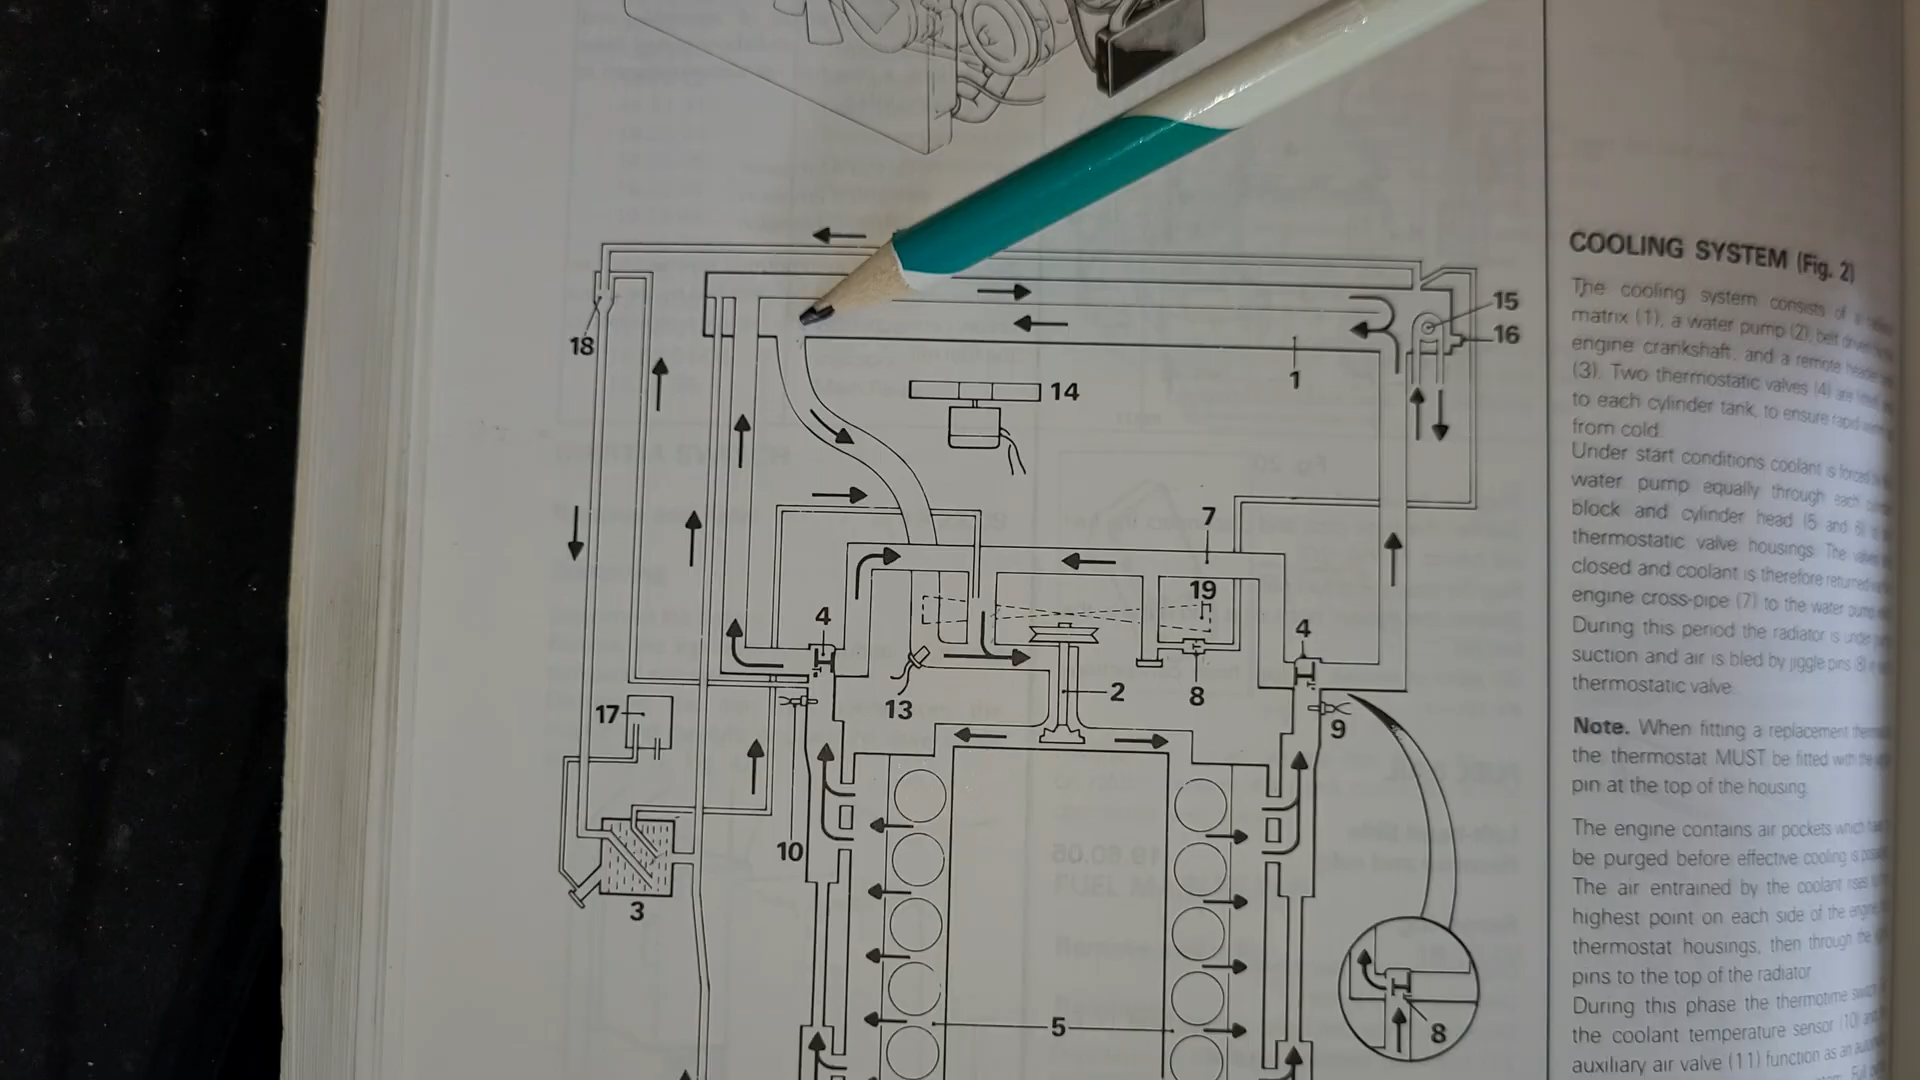 18
15
16
1
14
7
19
4
4
13
2
8
9
17
10
3
5
8
COOLING SYSTEM (Fig. 2)
The cooling system consists of a
matrix (1), a water pump (2), belt driven
engine crankshaft, and a remote header
(3). Two thermostatic valves (4) are fitted,
to each cylinder tank, to ensure rapid
from cold.
Under start conditions coolant is forced
water pump equally through each
block and cylinder head (5 and 6)
thermostatic valve housings. The valves
closed and coolant is therefore returned
engine cross-pipe (7) to the water pump
During this period the radiator is under
suction and air is bled by jiggle pins (8) in
thermostatic valve.
Note. When fitting a replacement
the thermostat MUST be fitted with the
pin at the top of the housing.
The engine contains air pockets which
be purged before effective cooling is
The air entrained by the coolant rises
highest point on each side of the engine
thermostat housings, then through the
pins to the top of the radiator
During this phase the thermotime switch
the coolant temperature sensor (10) and
auxiliary air valve (11) function as an